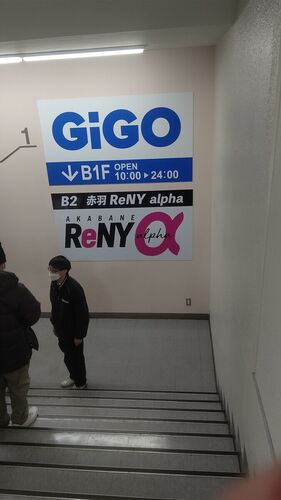 1
GiGO
↓B1F OPEN 10:00▶24:00
B2 赤羽 ReNY alpha
AKABANE
ReNY α alpha